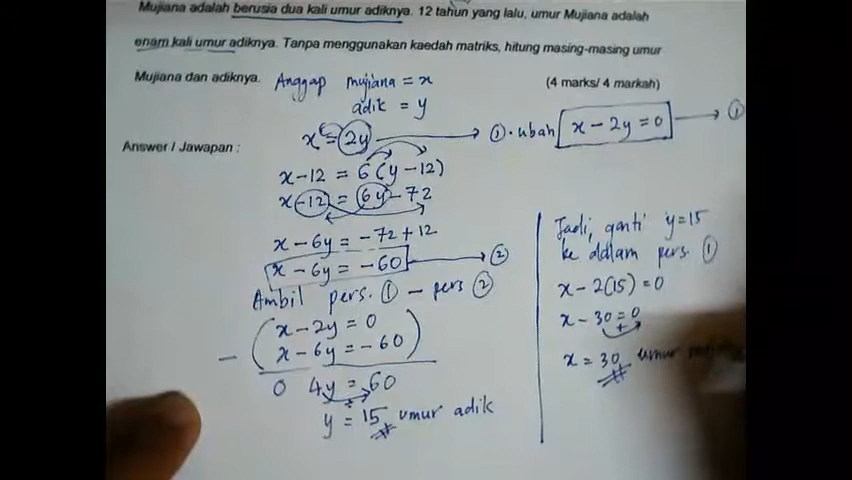 Mujiana adalah berusia dua kali umur adiknya. 12 tahun yang lalu, umur Mujiana adalah
enam kali umur adiknya. Tanpa menggunakan kaedah matriks, hitung masing-masing umur
Mujiana dan adiknya.
(4 marks/ 4 markah)
Anggap mujiana = x
adik = y
Answer / Jawapan :
x = 2y → ① · ubah x - 2y = 0 → ①
x - 12 = 6(y - 12)
x - 12 = 6y - 72
x - 6y = -72 + 12
x - 6y = -60 → ②
Ambil pers. ① - pers ②
x - 2y = 0
- x - 6y = -60
0 4y = 60
y = 15 umur adik
Jadi, ganti y = 15
ke dalam pers. ①
x - 2(15) = 0
x - 30 = 0
+
x = 30 umur